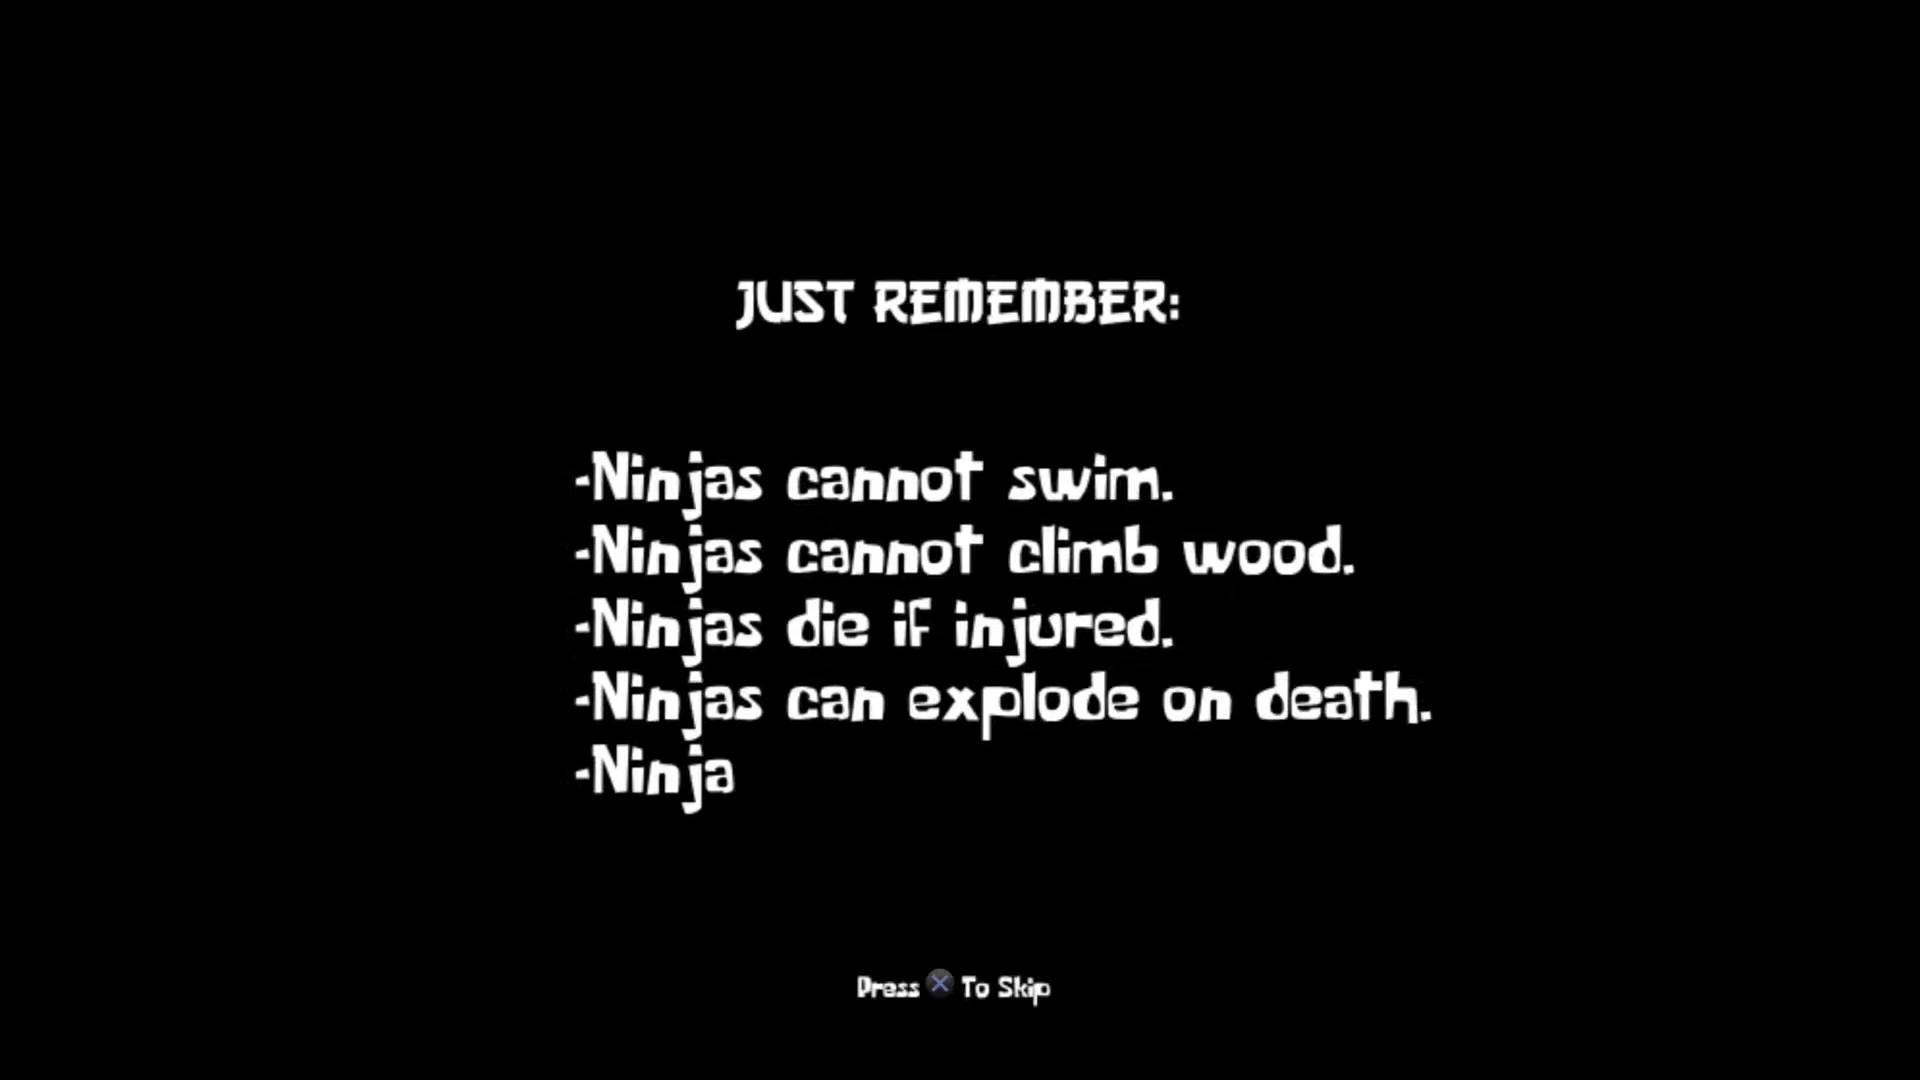 JUST REMEMBER:
-Ninjas cannot swim.
-Ninjas cannot climb wood.
-Ninjas die if injured.
-Ninjas can explode on death.
-Ninja
Press X To Skip